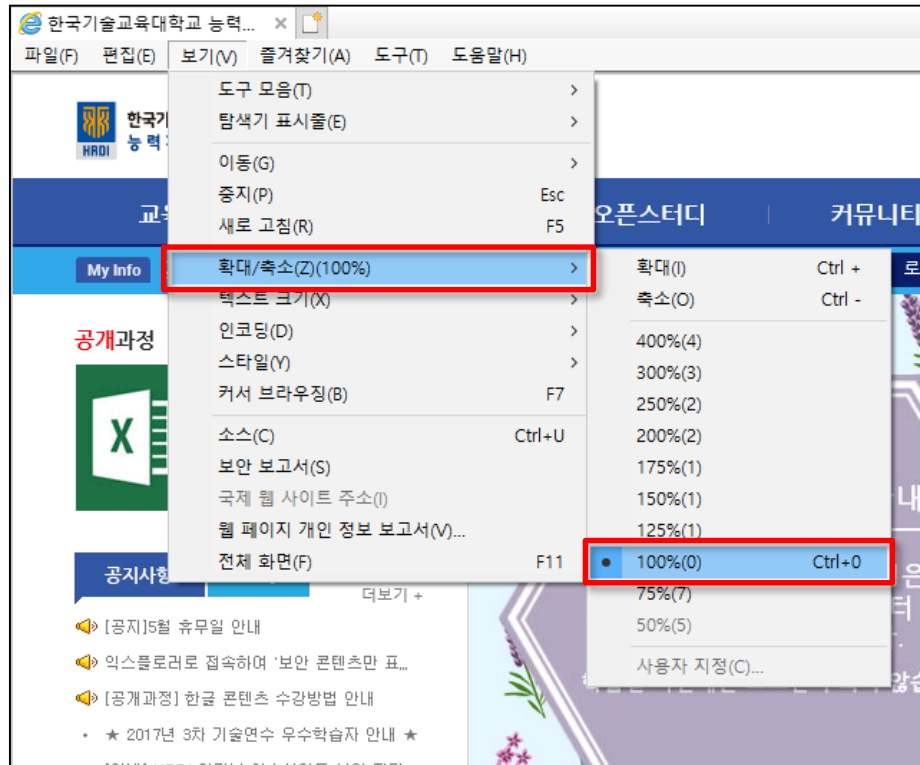 한국기술교육대학교 능력...
파일(F) 편집(E) 보기(V) 즐겨찾기(A) 도구(T) 도움말(H)
도구 모음(T)
탐색기 표시줄(E)
이동(G)
중지(P) Esc
새로 고침(R) F5
확대/축소(Z)(100%)
텍스트 크기(X)
인코딩(D)
스타일(Y)
커서 브라우징(B) F7
소스(C) Ctrl+U
보안 보고서(S)
국제 웹 사이트 주소(I)
웹 페이지 개인 정보 보고서(V)...
전체 화면(F) F11
확대(I) Ctrl +
축소(O) Ctrl -
400%(4)
300%(3)
250%(2)
200%(2)
175%(1)
150%(1)
125%(1)
100%(0) Ctrl+0
75%(7)
50%(5)
사용자 지정(C)...
HRDI
한국기
능력
오픈스터디 커뮤니티
My Info
로
공개과정
X
공지사항
더보기 +
[공지]5월 휴무일 안내
익스플로러로 접속하여 '보안 콘텐츠만 표...
[공개과정] 한글 콘텐츠 수강방법 안내
★ 2017년 3차 기술연수 우수학습자 안내 ★